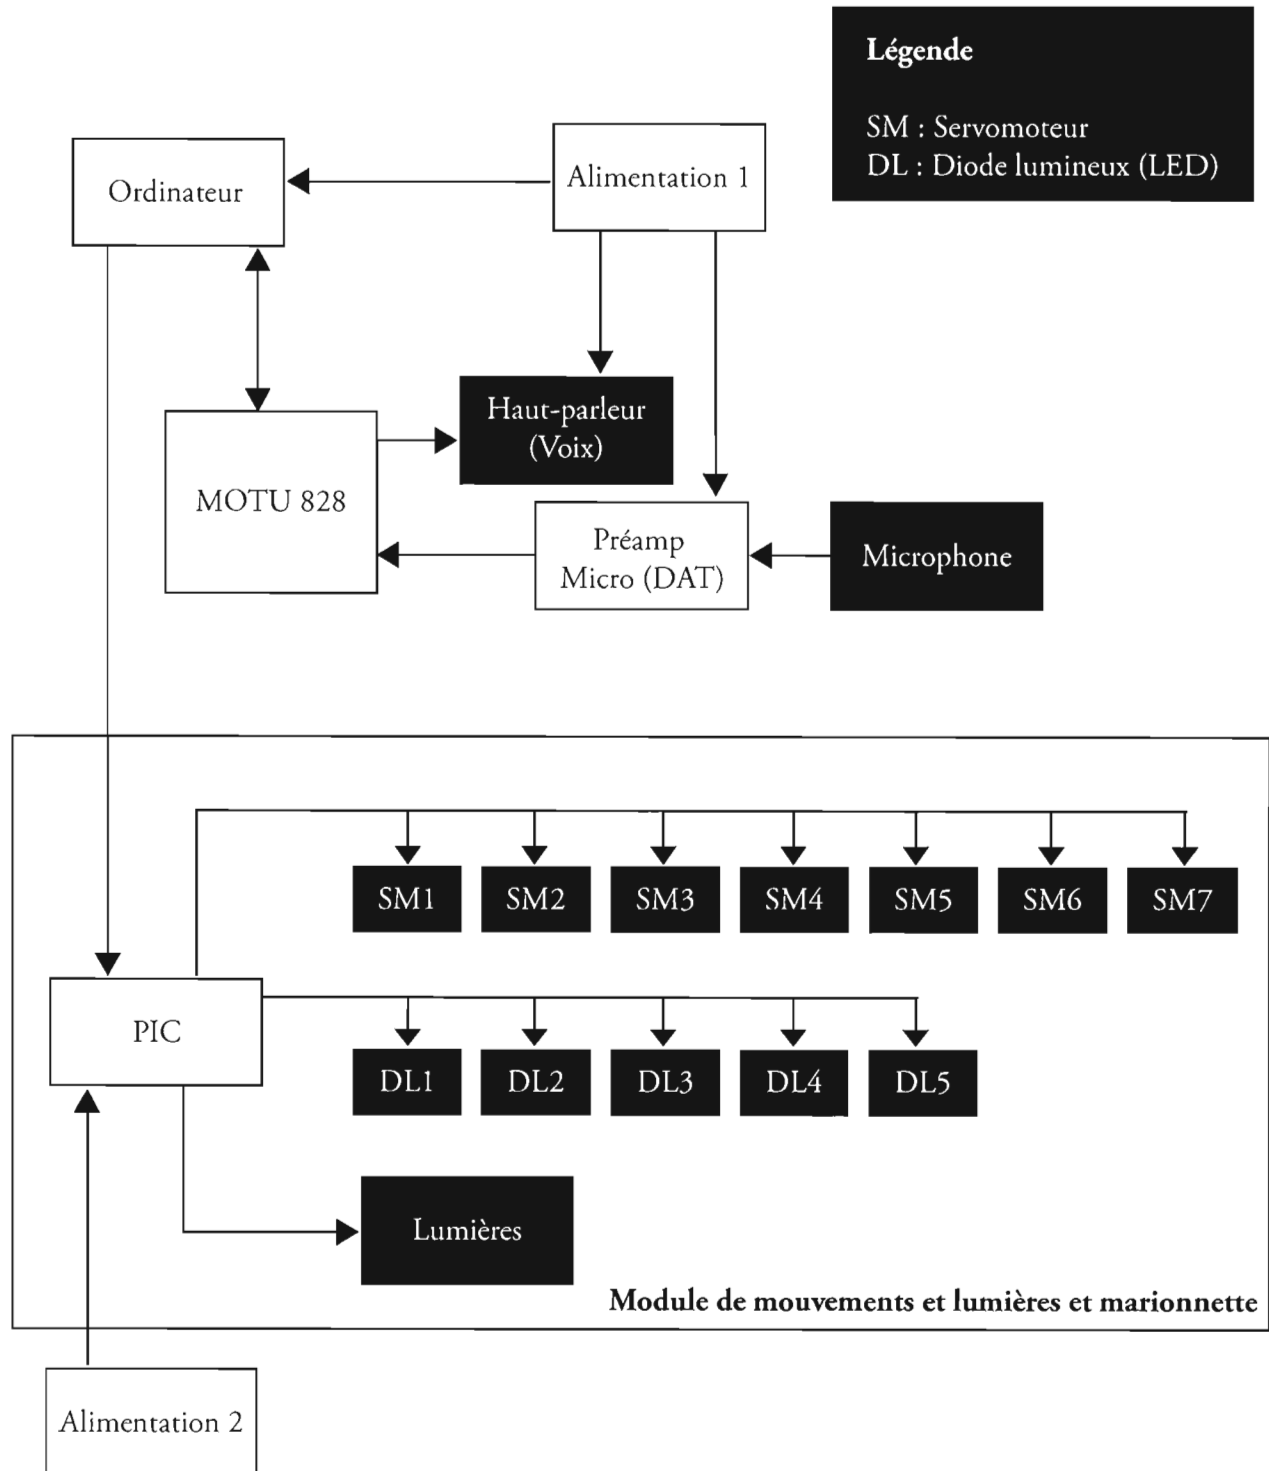 Légende
SM : Servomoteur
DL : Diode lumineux (LED)
Ordinateur
Alimentation 1
Haut-parleur
(Voix)
MOTU 828
Préamp
Micro (DAT)
Microphone
SM1 SM2 SM3 SM4 SM5 SM6 SM7
PIC
DL1 DL2 DL3 DL4 DL5
Lumières
Module de mouvements et lumières et marionnette
Alimentation 2